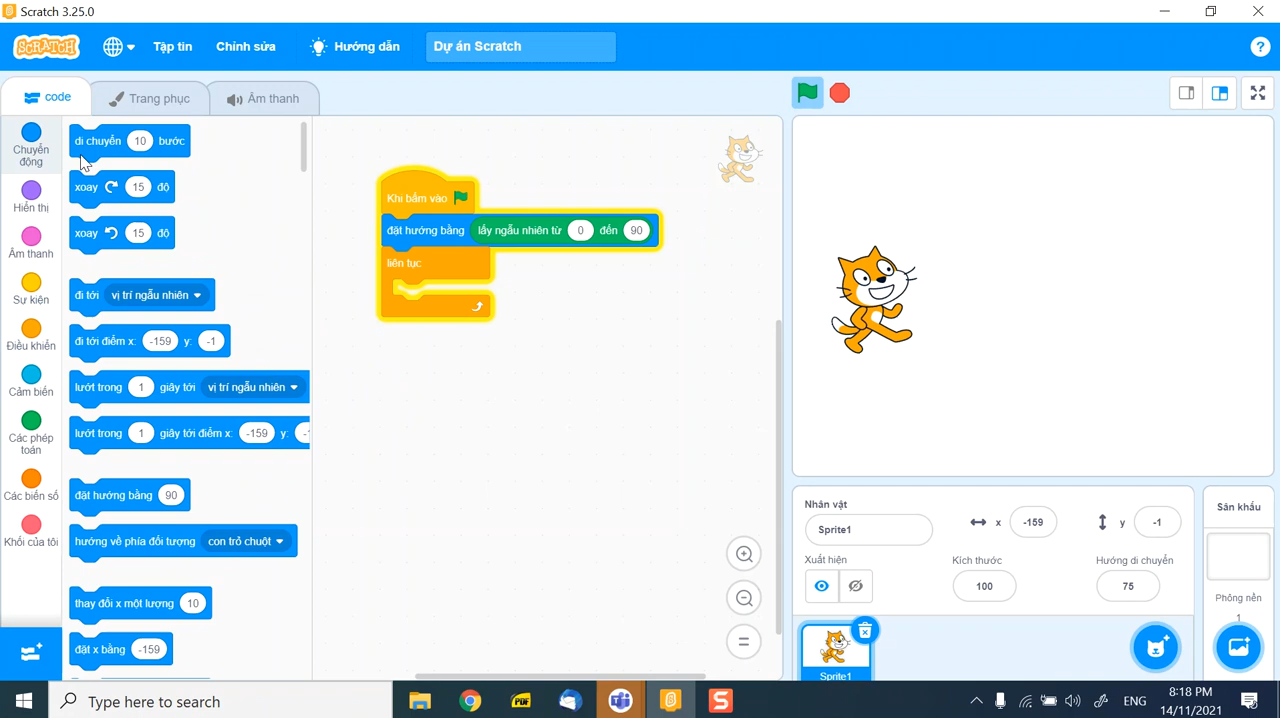 Scratch 3.25.0
SCRATCH
Tập tin
Chỉnh sửa
Hướng dẫn
Dự án Scratch
?
code
Trang phục
Âm thanh
Chuyển động
Hiển thị
Âm thanh
Sự kiện
Điều khiển
Cảm biến
Các phép toán
Các biến số
Khối của tôi
di chuyển 10 bước
xoay 15 độ
xoay 15 độ
đi tới vị trí ngẫu nhiên
đi tới điểm x: -159 y: -1
lướt trong 1 giây tới vị trí ngẫu nhiên
lướt trong 1 giây tới điểm x: -159 y:
đặt hướng bằng 90
hướng về phía đối tượng con trỏ chuột
thay đổi x một lượng 10
đặt x bằng -159
Khi bấm vào
đặt hướng bằng lấy ngẫu nhiên từ 0 đến 90
liên tục
Nhân vật
Sprite1
x -159
y -1
Xuất hiện
Kích thước
100
Hướng di chuyển
75
Sprite1
Sân khấu
Phông nền
1
Type here to search
PDF
ENG
8:18 PM
14/11/2021